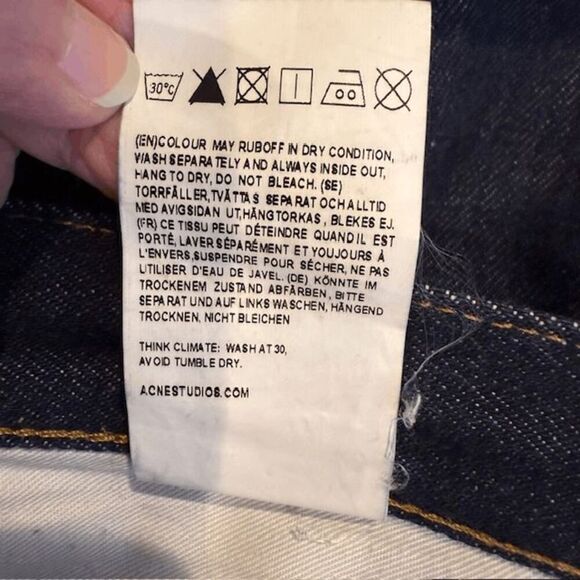 30°C
(EN)COLOUR MAY RUBOFF IN DRY CONDITION,
WASH SEPARATELY AND ALWAYS INSIDE OUT,
HANG TO DRY, DO NOT BLEACH. (SE)
TORRFÄLLER,TVÄTTAS SEPARAT OCH ALLTID
MED AVIGSIDAN UT,HÄNGTORKAS, BLEKES EJ.
(FR) CE TISSU PEUT DÉTEINDRE QUAND IL EST
PORTÉ, LAVER SÉPARÉMENT ET TOUJOURS À
L'ENVERS,SUSPENDRE POUR SÉCHER, NE PAS
UTILISER D'EAU DE JAVEL. (DE) KÖNNTE IM
TROCKENEM ZUSTAND ABFÄRBEN, BITTE
SEPARAT UND AUF LINKS WASCHEN, HÄNGEND
TROCKNEN, NICHT BLEICHEN
THINK CLIMATE: WASH AT 30,
AVOID TUMBLE DRY.
ACNESTUDIOS.COM